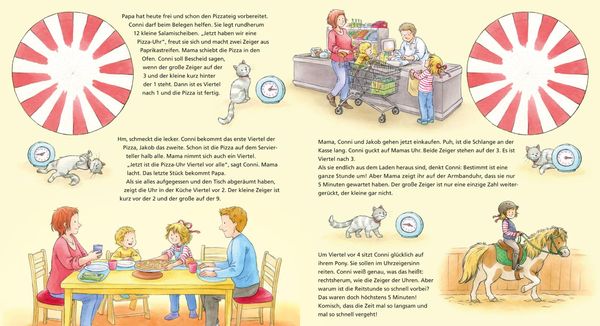 Papa hat heute frei und schon den Pizzateig vorbereitet.
Conni darf beim Belegen helfen. Sie legt rundherum
12 kleine Salamischeiben. „Jetzt haben wir eine
Pizza-Uhr“, freut sie sich und macht zwei Zeiger aus
Paprikastreifen. Mama schiebt die Pizza in den
Ofen. Conni soll Bescheid sagen,
wenn der große Zeiger auf der
3 und der kleine kurz hinter
der 1 steht. Dann ist es Viertel
nach 1 und die Pizza ist fertig.
Hm, schmeckt die lecker. Conni bekommt das erste Viertel der
Pizza, Jakob das zweite. Schon ist die Pizza auf dem Servier-
teller halb alle. Mama nimmt sich auch ein Viertel.
„Jetzt ist die Pizza-Uhr Viertel vor alle“, sagt Conni. Mama
lacht. Das letzte Stück bekommt Papa.
Als sie alles aufgegessen und den Tisch abgeräumt haben,
zeigt die Uhr in der Küche Viertel vor 2. Der kleine Zeiger ist
kurz vor der 2 und der große auf der 9.
Mama, Conni und Jakob gehen jetzt einkaufen. Puh, ist die Schlange an der
Kasse lang. Conni guckt auf Mamas Uhr. Beide Zeiger stehen auf der 3. Es ist
Viertel nach 3.
Als sie endlich aus dem Laden heraus sind, denkt Conni: Bestimmt ist eine
ganze Stunde um! Aber Mama zeigt ihr auf der Armbanduhr, dass sie nur
5 Minuten gewartet haben. Der große Zeiger ist nur eine einzige Zahl weiter-
gerückt, der kleine gar nicht.
Um Viertel vor 4 sitzt Conni glücklich auf
ihrem Pony. Sie sollen im Uhrzeigersinn
reiten. Conni weiß genau, was das heißt:
rechtsherum, wie die Zeiger der Uhren. Aber
warum ist die Reitstunde so schnell vorbei?
Das waren doch höchstens 5 Minuten!
Komisch, dass die Zeit mal so langsam und
mal so schnell vergeht!